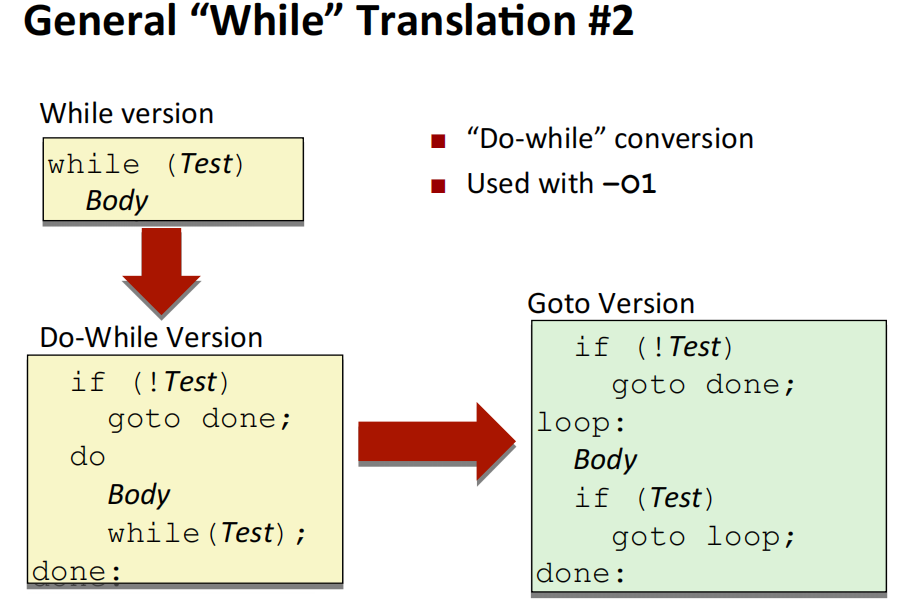 General “While” Translation #2
While version
while (Test)
Body
■ “Do-while” conversion
■ Used with –O1
Do-While Version
if (!Test)
goto done;
do
Body
while(Test);
done:
Goto Version
if (!Test)
goto done;
loop:
Body
if (Test)
goto loop;
done: